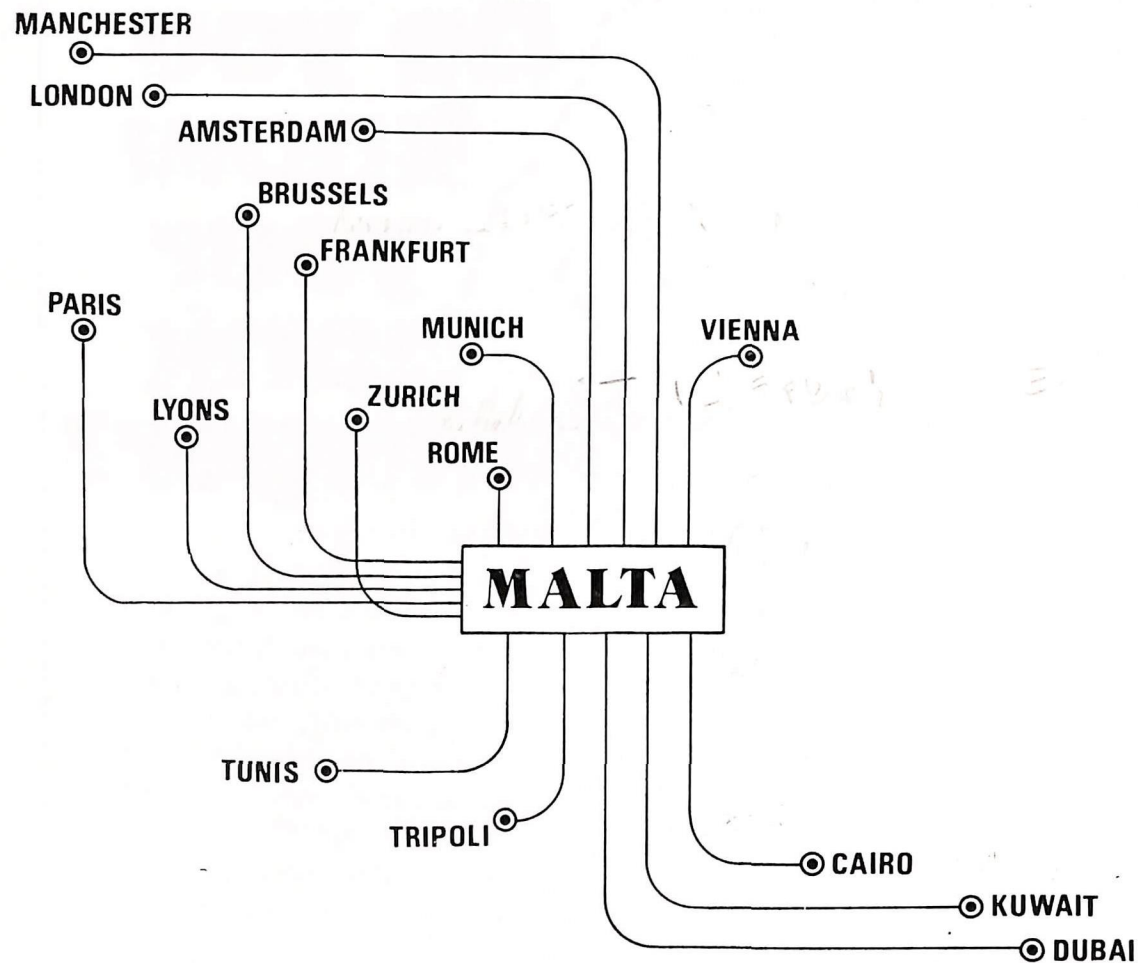 MANCHESTER
LONDON
AMSTERDAM
BRUSSELS
FRANKFURT
PARIS
MUNICH
VIENNA
ZURICH
LYONS
ROME
MALTA
TUNIS
TRIPOLI
CAIRO
KUWAIT
DUBAI